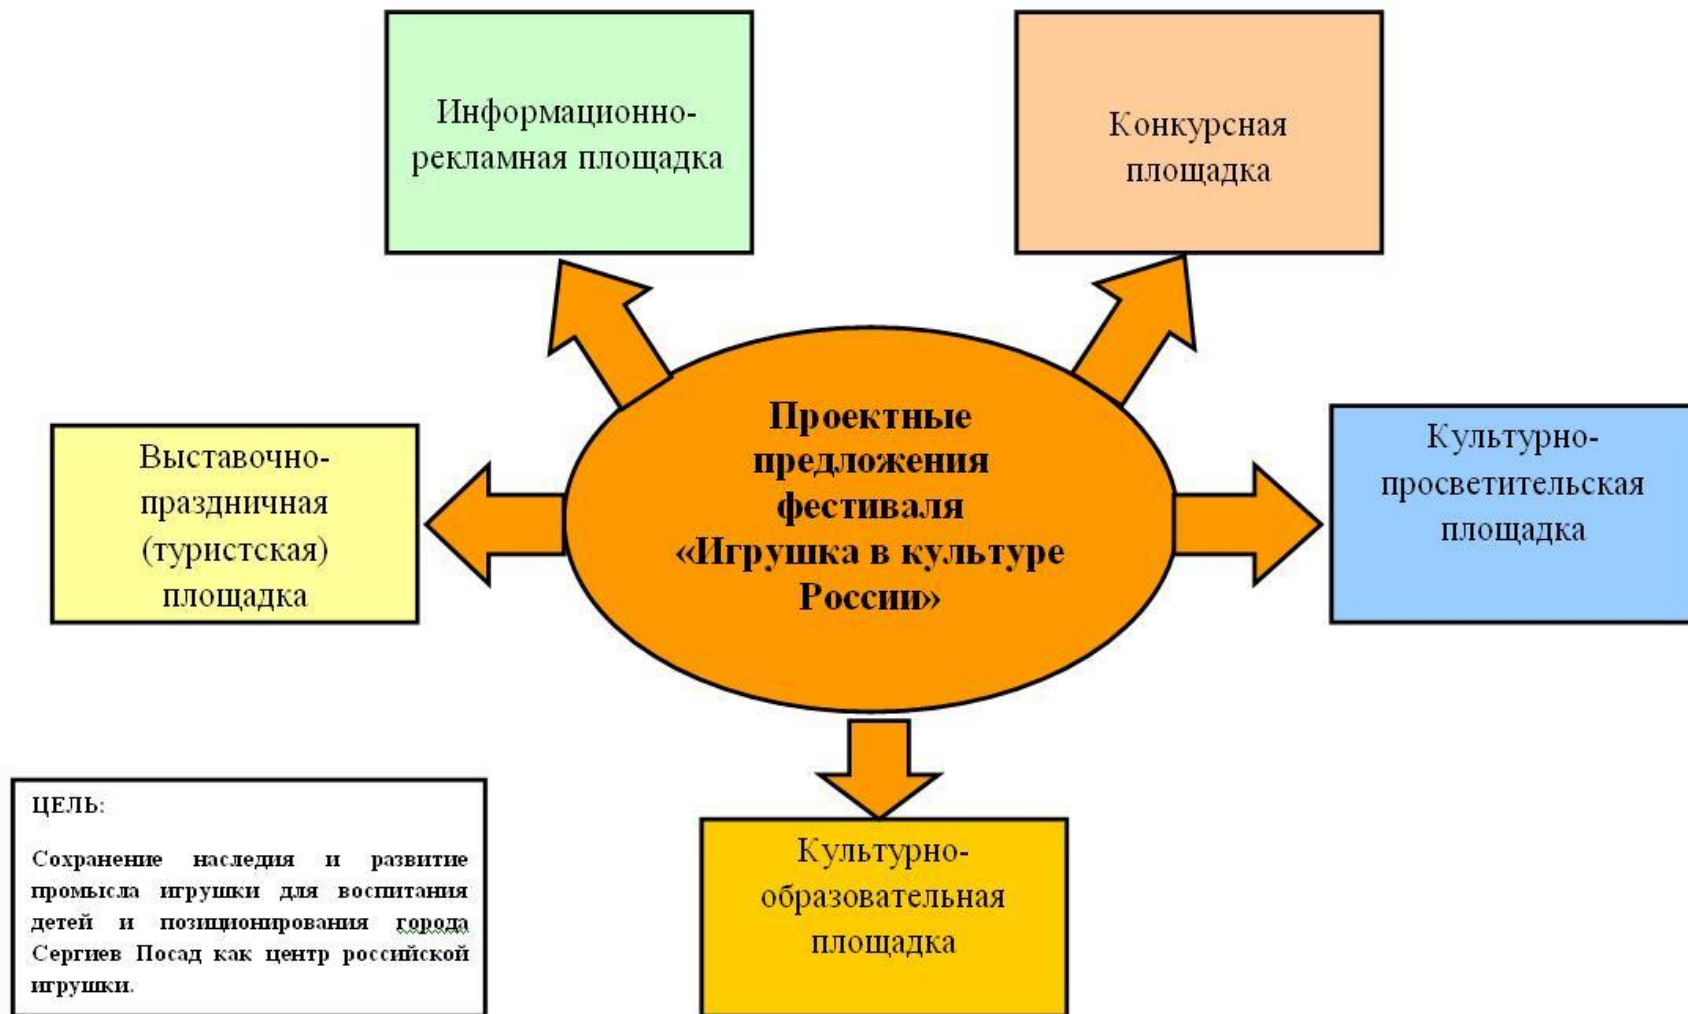 Информационно-
рекламная площадка
Конкурсная
площадка
Выставочно-
праздничная
(туристская)
площадка
Проектные
предложения
фестиваля
«Игрушка в культуре
России»
Культурно-
просветительская
площадка
ЦЕЛЬ:
Сохранение наследия и развитие
промысла игрушки для воспитания
детей и позиционирования города
Сергиев Посад как центр российской
игрушки.
Культурно-
образовательная
площадка